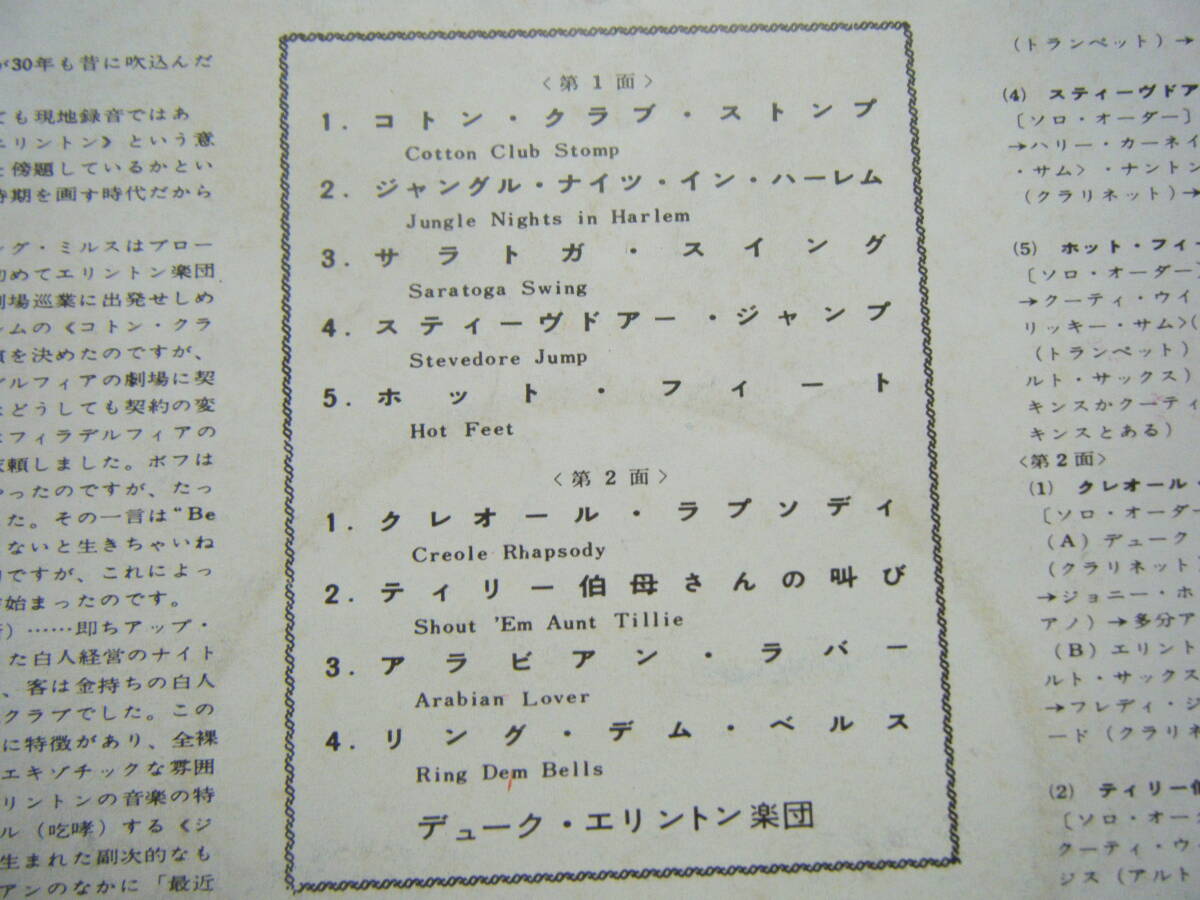 が30年も昔に吹込んだ
ても現地録音ではあ
エリントン》という意
と傍題しているかとい
時期を画す時代だから
ッグ・ミルスはブロー
初めてエリントン楽団
劇場巡業に出発せしめ
レムの《コトン・クラ
演を決めたのですが、
デルフィアの劇場に契
はどうしても契約の変
はフィラデルフィアの
依頼しました。ボフは
やったのですが、たっ
た。その一言は“Be
ないと生きちゃいね
ですが、これによっ
始まったのです。
……即ちアップ・
た白人経営のナイト
、客は金持ちの白人
クラブでした。この
に特徴があり、全裸
エキゾチックな雰囲
リントンの音楽の特
ル（吃哮）する《ジ
生まれた副次的なも
アンのなかに「最近
〈第1面〉
1. コトン・クラブ・ストンプ
Cotton Club Stomp
2. ジャングル・ナイツ・イン・ハーレム
Jungle Nights in Harlem
3. サラトガ・スイング
Saratoga Swing
4. スティーヴドアー・ジャンプ
Stevedore Jump
5. ホット・フィート
Hot Feet
〈第2面〉
1. クレオール・ラプソディ
Creole Rhapsody
2. ティリー伯母さんの叫び
Shout 'Em Aunt Tillie
3. アラビアン・ラバー
Arabian Lover
4. リング・デム・ベルス
Ring Dem Bells
デューク・エリントン楽団
（トランペット）→
(4) スティーヴドア
〔ソロ・オーダー〕
→ハリー・カーネイ
・サム〉・ナントン
（クラリネット）→
(5) ホット・フィ
〔ソロ・オーダー〕
→クーティ・ウイ
リッキー・サム〉（
（トランペット）
ルト・サックス）
キンスかクーティ
キンスとある）
〈第2面〉
(1) クレオール・
〔ソロ・オーダー
（A）デューク
（クラリネット）
→ジョニー・ホ
アノ）→多分ア
（B）エリント
ルト・サックス
→フレディ・ジ
ード（クラリネ
(2) ティリー伯
〔ソロ・オー
クーティ・ウ
ジス（アルト